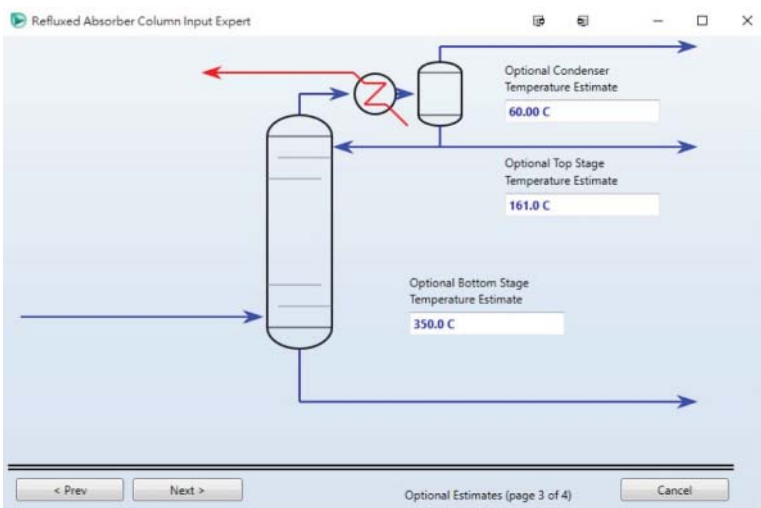 Refluxed Absorber Column Input Expert
Optional Condenser
Temperature Estimate
60.00 C
Optional Top Stage
Temperature Estimate
161.0 C
Optional Bottom Stage
Temperature Estimate
350.0 C
< Prev
Next >
Optional Estimates (page 3 of 4)
Cancel